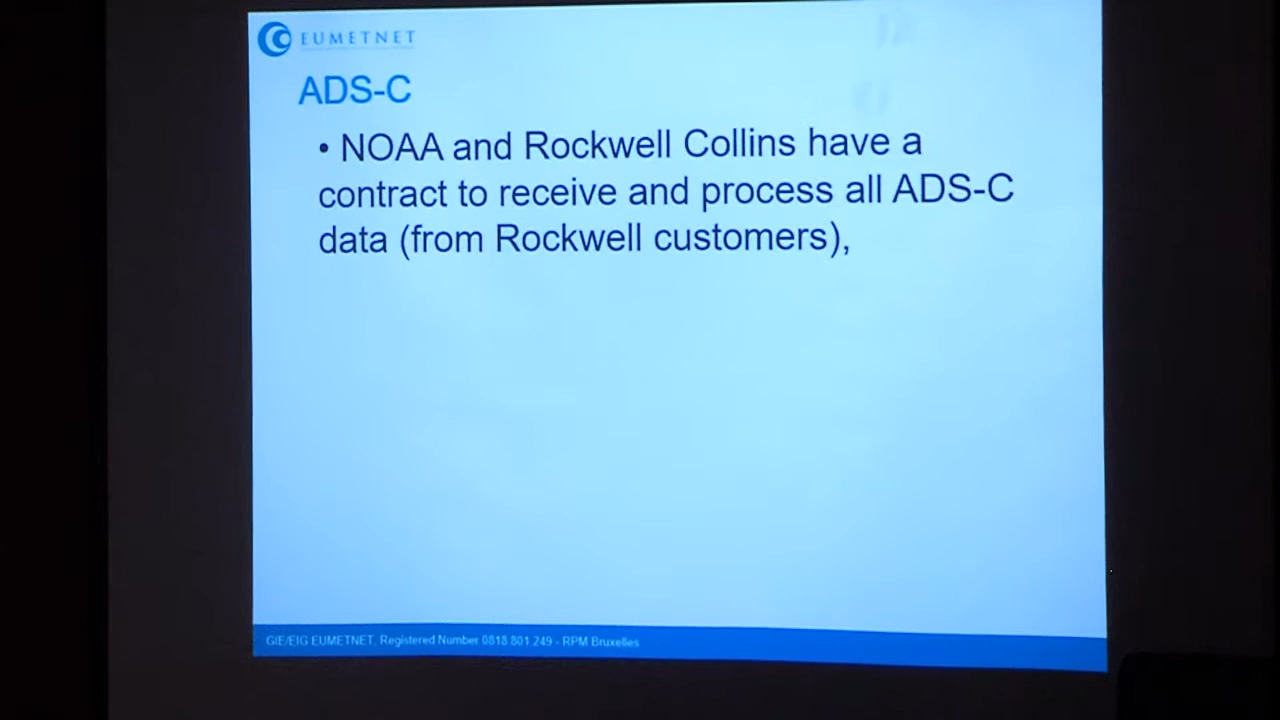 EUMETNET
ADS-C
• NOAA and Rockwell Collins have a
contract to receive and process all ADS-C
data (from Rockwell customers),
GIE/EIG EUMETNET, Registered Number 0818.801.249 - RPM Bruxelles